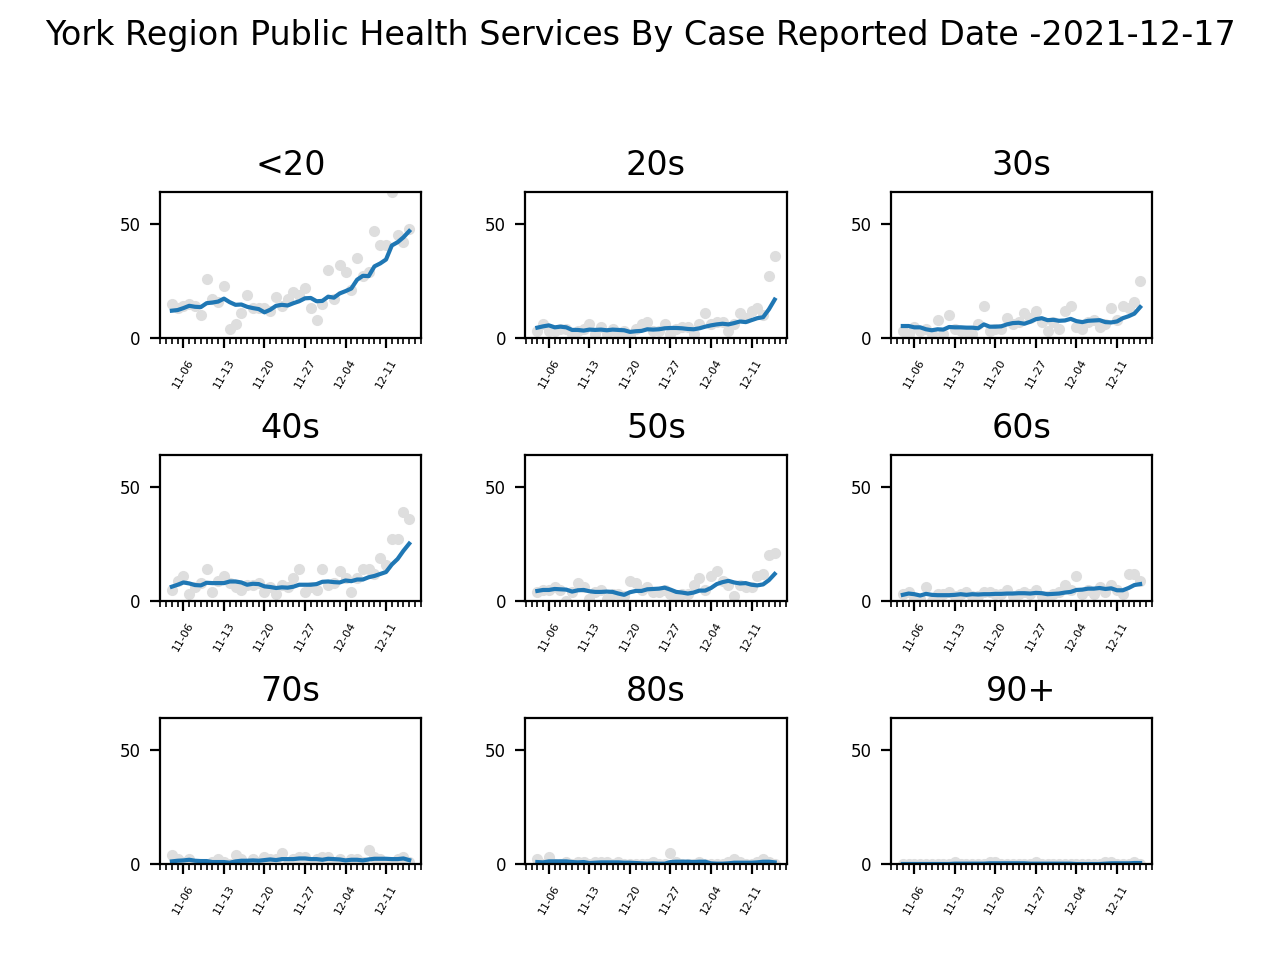 York Region Public Health Services By Case Reported Date -2021-12-17
<20 20s 30s
50 50 50
0 0 0
11-06 11-13 11-20 11-27 12-04 12-11 11-06 11-13 11-20 11-27 12-04 12-11 11-06 11-13 11-20 11-27 12-04 12-11
40s 50s 60s
50 50 50
0 0 0
11-06 11-13 11-20 11-27 12-04 12-11 11-06 11-13 11-20 11-27 12-04 12-11 11-06 11-13 11-20 11-27 12-04 12-11
70s 80s 90+
50 50 50
0 0 0
11-06 11-13 11-20 11-27 12-04 12-11 11-06 11-13 11-20 11-27 12-04 12-11 11-06 11-13 11-20 11-27 12-04 12-11